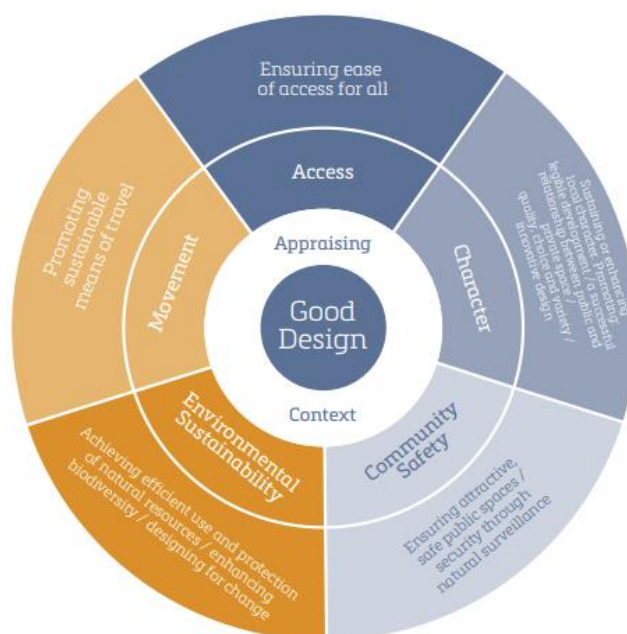 Ensuring ease
of access for all
Access
Sustaining or enhancing
local character. Promoting
legible development / a successful
relationship between public and
private space /
quality, choice and variety /
innovative design
Character
Ensuring attractive,
safe public spaces /
security through
natural surveillance
Community
Safety
Achieving efficient use and protection
of natural resources / enhancing
biodiversity / designing for change
Environmental
Sustainability
Promoting
sustainable
means of travel
Movement
Appraising
Good
Design
Context